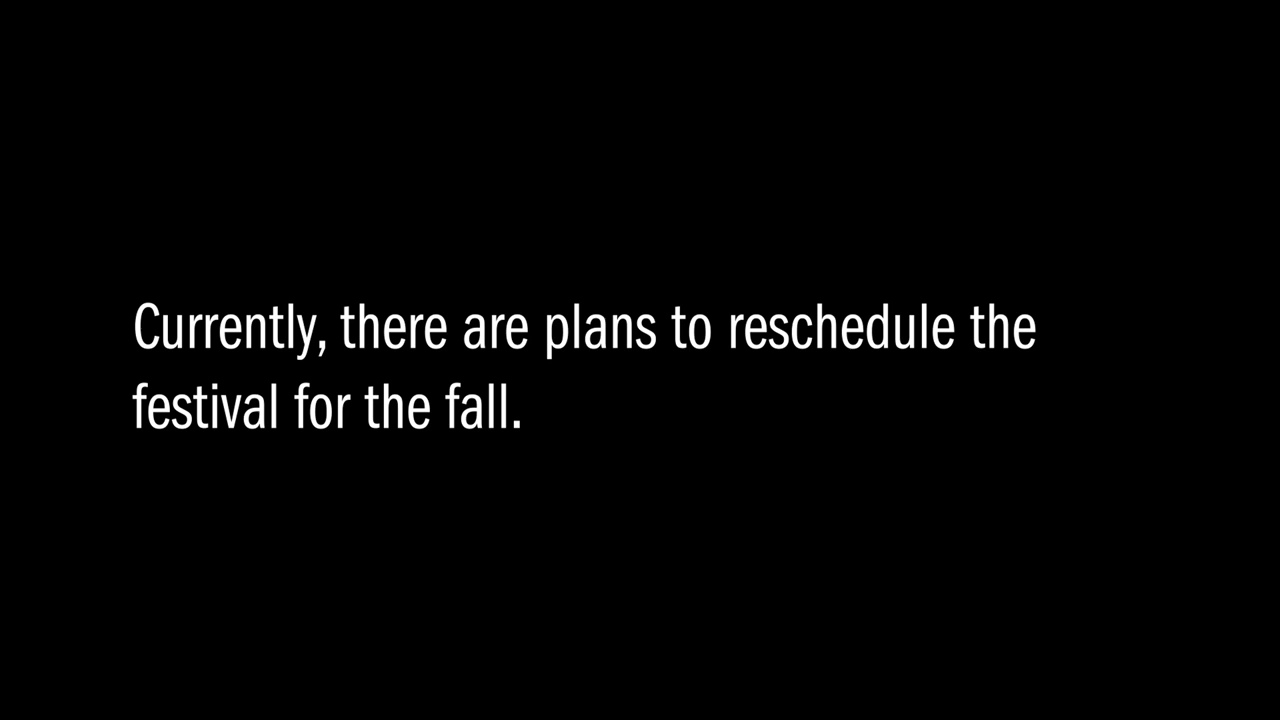 Currently, there are plans to reschedule the
festival for the fall.